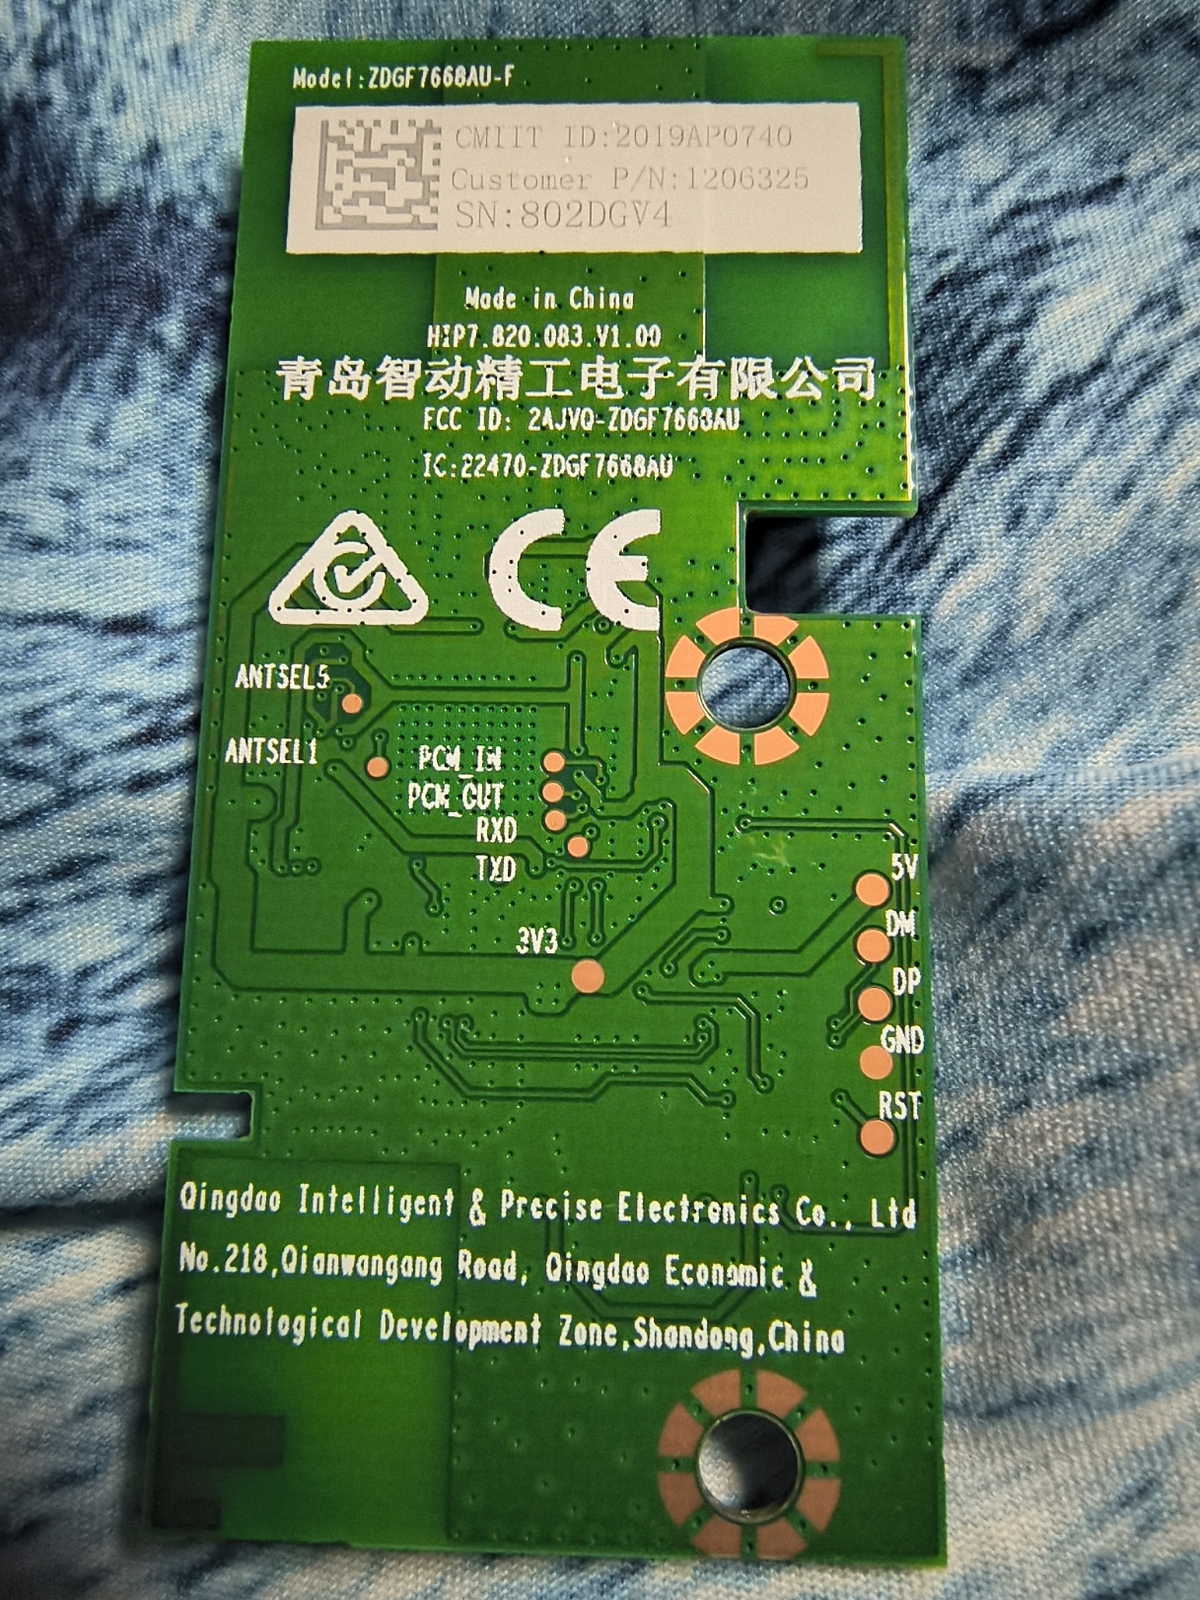 Model:ZDGF7668AU-F
CMIIT ID:2019AP0740
Customer P/N:1206325
SN:802DGV4
Made in China
HIP7.820.083.V1.00
青岛智动精工电子有限公司
FCC ID: 2AJVQ-ZDGF7668AU
IC:22470-ZDGF7668AU
CE
ANTSEL5
ANTSEL1
PCM_IN
PCM_OUT
RXD
TXD
3V3
5V
DM
DP
GND
RST
Qingdao Intelligent & Precise Electronics Co., Ltd
No.218,Qianwangang Road, Qingdao Economic &
Technological Development Zone,Shandong,China